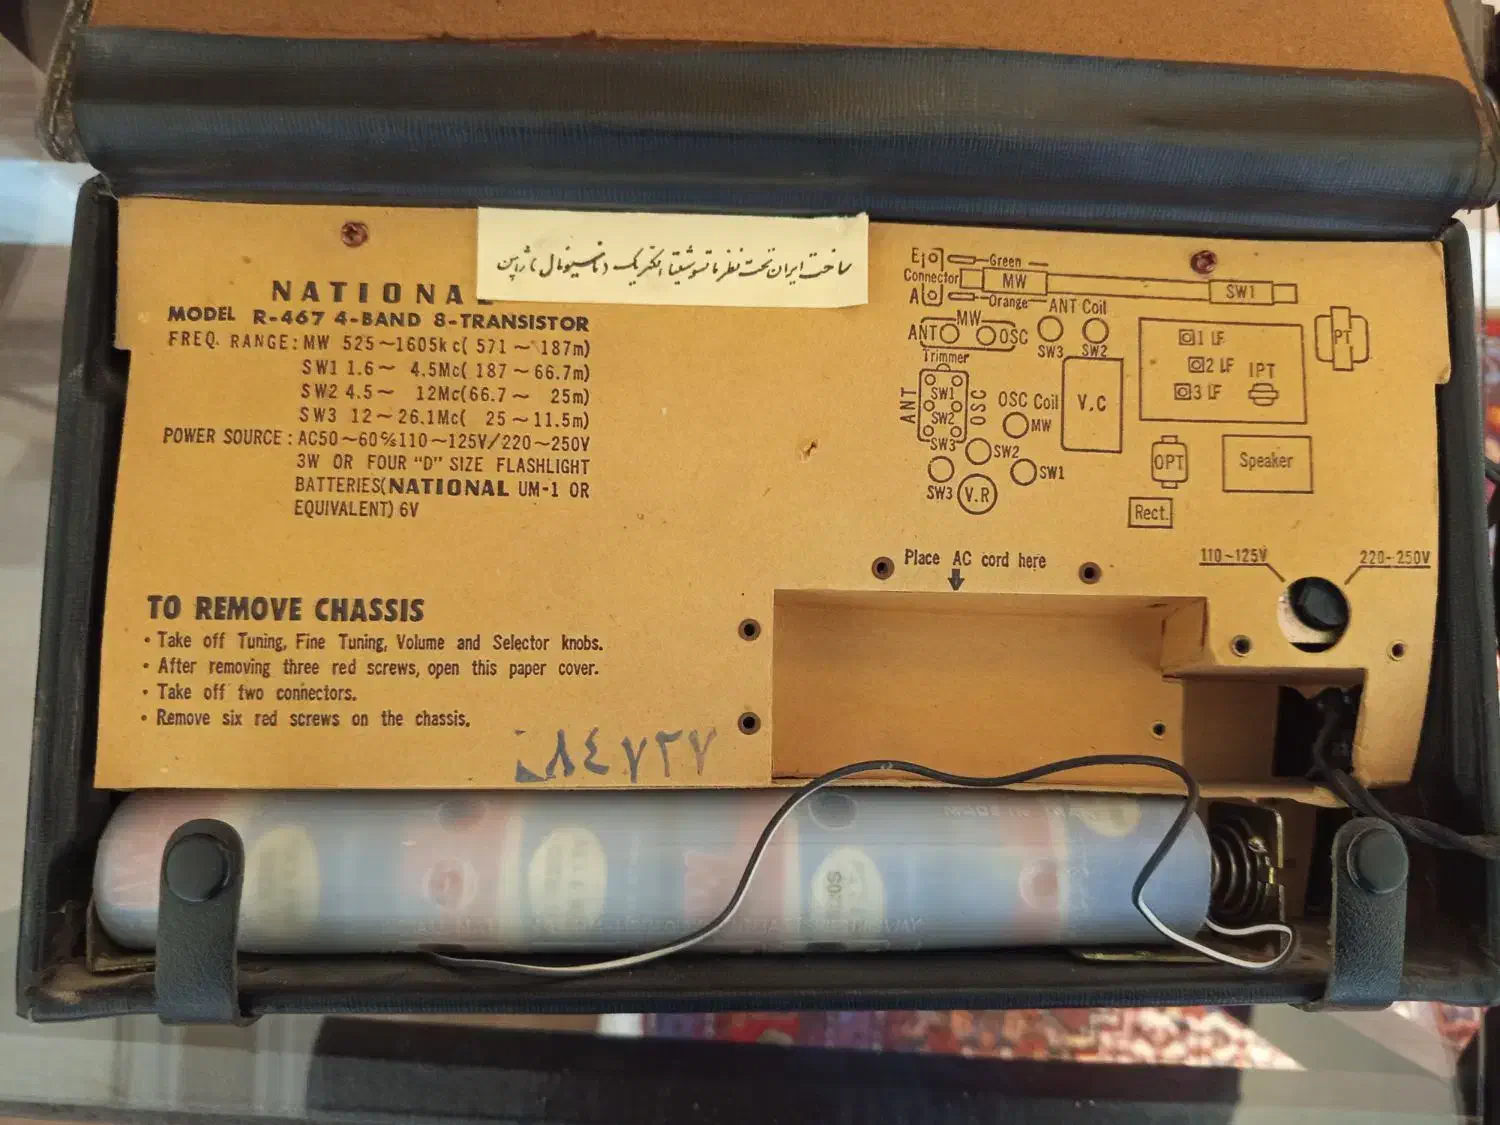 ساخت ایران تحت نظر ماتسوشیتا الکتریک (ناسیونال) ژاپن
NATIONAL
MODEL R-467 4-BAND 8-TRANSISTOR
FREQ. RANGE: MW 525~1605kc( 571 ~ 187m)
SW1 1.6~ 4.5Mc( 187 ~66.7m)
SW2 4.5~ 12Mc(66.7~ 25m)
SW3 12~26.1Mc( 25 ~11.5m)
POWER SOURCE: AC50~60℅110~125V/220~250V
3W OR FOUR "D" SIZE FLASHLIGHT
BATTERIES(NATIONAL UM-1 OR
EQUIVALENT) 6V
TO REMOVE CHASSIS
• Take off Tuning, Fine Tuning, Volume and Selector knobs.
• After removing three red screws, open this paper cover.
• Take off two connectors.
• Remove six red screws on the chassis.
۸٤۷۲۷
E Green
Connector MW SW1
A Orange ANT Coil
MW
ANT OSC SW3 SW2
Trimmer
ANT SW1 SW2 SW3 OSC
OSC Coil
MW
SW2
SW1
SW3 V.R
V.C
1 LF
2 LF IPT
3 LF
PT
OPT
Speaker
Rect.
Place AC cord here
110~125V 220~250V